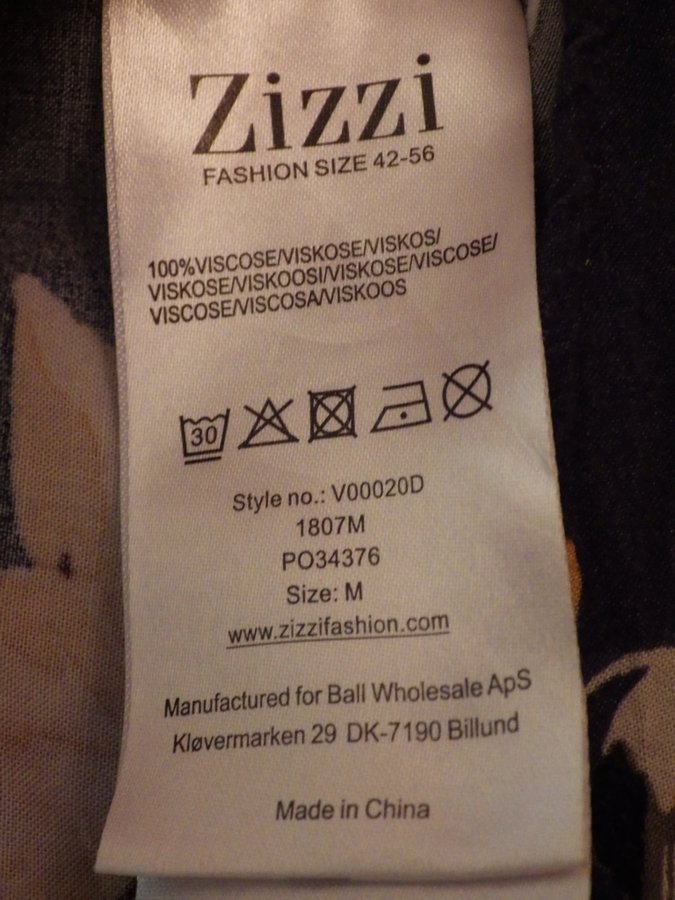 Zizzi
FASHION SIZE 42-56
100%VISCOSE/VISKOSE/VISKOS/
VISKOSE/VISKOOSI/VISKOSE/VISCOSE/
VISCOSE/VISCOSA/VISKOOS
30
Style no.: V00020D
1807M
PO34376
Size: M
www.zizzifashion.com
Manufactured for Ball Wholesale ApS
Kløvermarken 29 DK-7190 Billund
Made in China